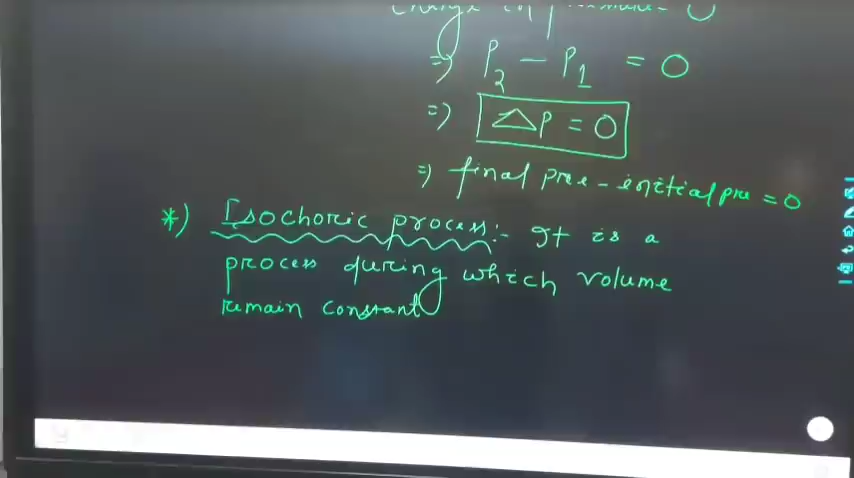 =) P2 - P1 = 0
=) ΔP = 0
=) final pre - initial pre = 0
*) Isochoric process:- It is a
process during which volume
remain constant